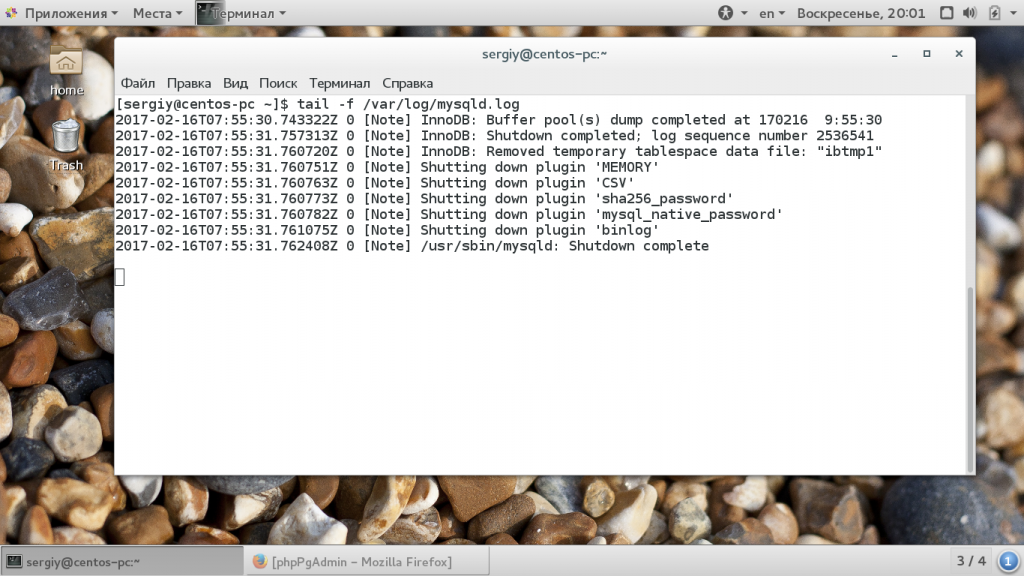 Приложения Места Терминал en Воскресенье, 20:01
sergiy@centos-pc:~
Файл Правка Вид Поиск Терминал Справка
home
Trash
[sergiy@centos-pc ~]$ tail -f /var/log/mysqld.log
2017-02-16T07:55:30.743322Z 0 [Note] InnoDB: Buffer pool(s) dump completed at 170216  9:55:30
2017-02-16T07:55:31.757313Z 0 [Note] InnoDB: Shutdown completed; log sequence number 2536541
2017-02-16T07:55:31.760720Z 0 [Note] InnoDB: Removed temporary tablespace data file: "ibtmp1"
2017-02-16T07:55:31.760751Z 0 [Note] Shutting down plugin 'MEMORY'
2017-02-16T07:55:31.760763Z 0 [Note] Shutting down plugin 'CSV'
2017-02-16T07:55:31.760773Z 0 [Note] Shutting down plugin 'sha256_password'
2017-02-16T07:55:31.760782Z 0 [Note] Shutting down plugin 'mysql_native_password'
2017-02-16T07:55:31.761075Z 0 [Note] Shutting down plugin 'binlog'
2017-02-16T07:55:31.762408Z 0 [Note] /usr/sbin/mysqld: Shutdown complete
sergiy@centos-pc:~ [phpPgAdmin – Mozilla Firefox] 3 / 4 1